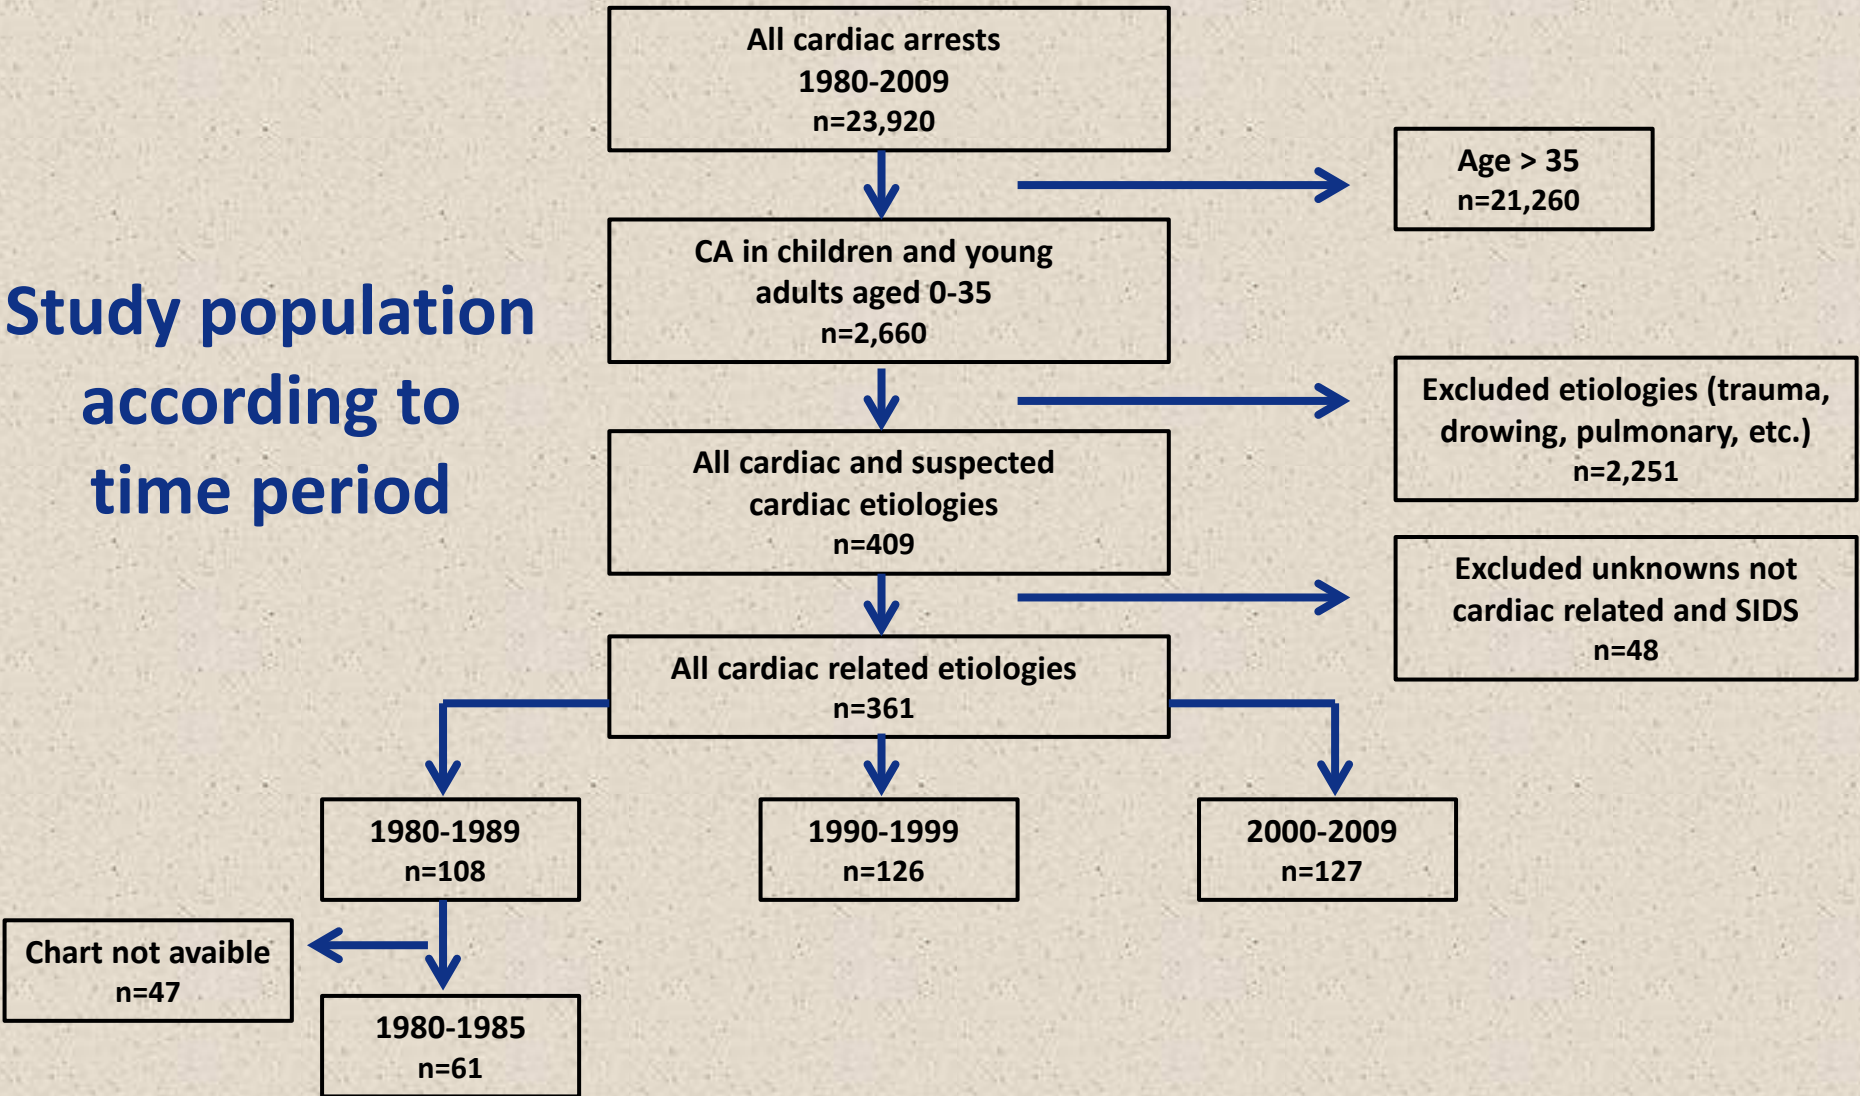 Study population
according to
time period
All cardiac arrests
1980-2009
n=23,920
Age > 35
n=21,260
CA in children and young
adults aged 0-35
n=2,660
Excluded etiologies (trauma,
drowing, pulmonary, etc.)
n=2,251
All cardiac and suspected
cardiac etiologies
n=409
Excluded unknowns not
cardiac related and SIDS
n=48
All cardiac related etiologies
n=361
1980-1989
n=108
1990-1999
n=126
2000-2009
n=127
Chart not avaible
n=47
1980-1985
n=61